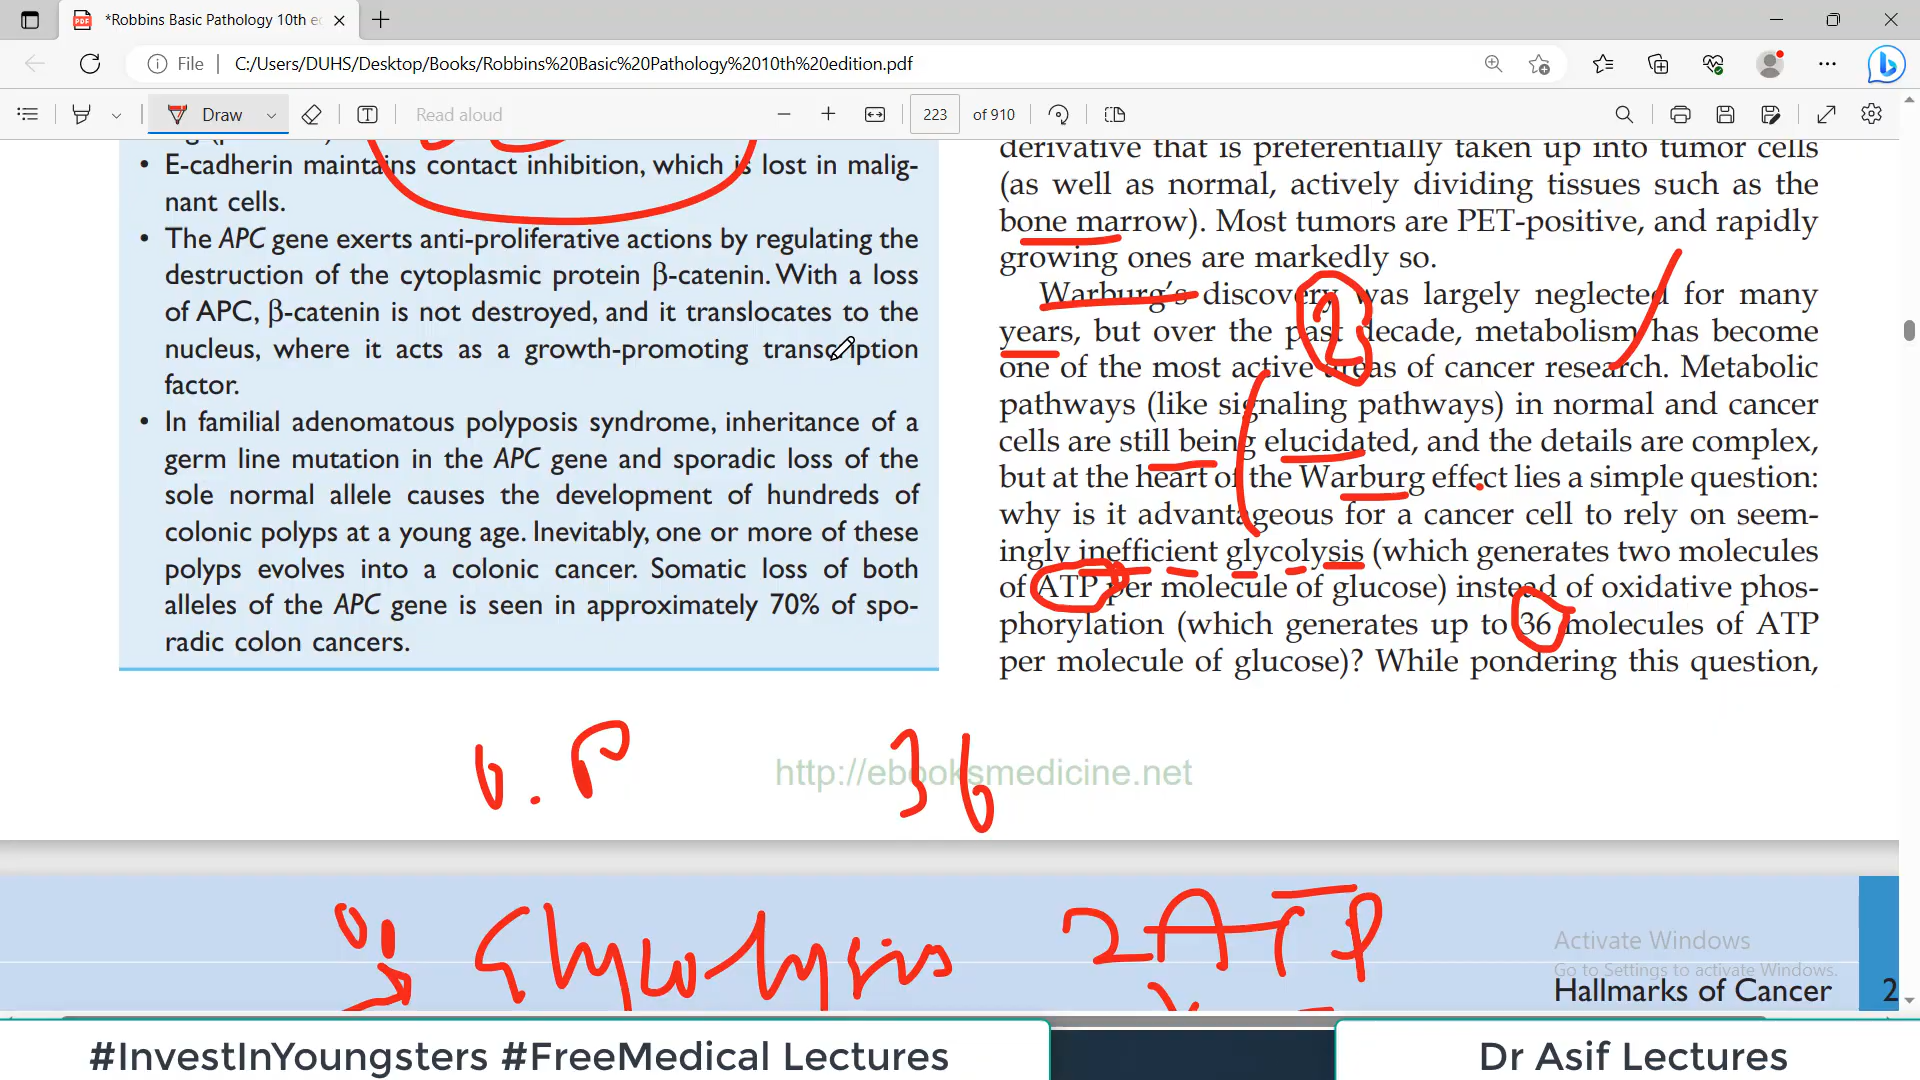 *Robbins Basic Pathology 10th e
File
C:/Users/DUHS/Desktop/Books/Robbins%20Basic%20Pathology%2010th%20edition.pdf
Draw
Read aloud
223 of 910
• E-cadherin maintains contact inhibition, which is lost in malig-
nant cells.
• The APC gene exerts anti-proliferative actions by regulating the
destruction of the cytoplasmic protein β-catenin. With a loss
of APC, β-catenin is not destroyed, and it translocates to the
nucleus, where it acts as a growth-promoting transcription
factor.
• In familial adenomatous polyposis syndrome, inheritance of a
germ line mutation in the APC gene and sporadic loss of the
sole normal allele causes the development of hundreds of
colonic polyps at a young age. Inevitably, one or more of these
polyps evolves into a colonic cancer. Somatic loss of both
alleles of the APC gene is seen in approximately 70% of spo-
radic colon cancers.
derivative that is preferentially taken up into tumor cells
(as well as normal, actively dividing tissues such as the
bone marrow). Most tumors are PET-positive, and rapidly
growing ones are markedly so.
Warburg's discovery was largely neglected for many
years, but over the past decade, metabolism has become
one of the most active areas of cancer research. Metabolic
pathways (like signaling pathways) in normal and cancer
cells are still being elucidated, and the details are complex,
but at the heart of the Warburg effect lies a simple question:
why is it advantageous for a cancer cell to rely on seem-
ingly inefficient glycolysis (which generates two molecules
of ATP per molecule of glucose) instead of oxidative phos-
phorylation (which generates up to 36 molecules of ATP
per molecule of glucose)? While pondering this question,
2
O.P 36
http://ebooksmedicine.net
Glycolysis 2ATP
Activate Windows
Go to Settings to activate Windows.
Hallmarks of Cancer 2
#InvestInYoungsters #FreeMedical Lectures
Dr Asif Lectures